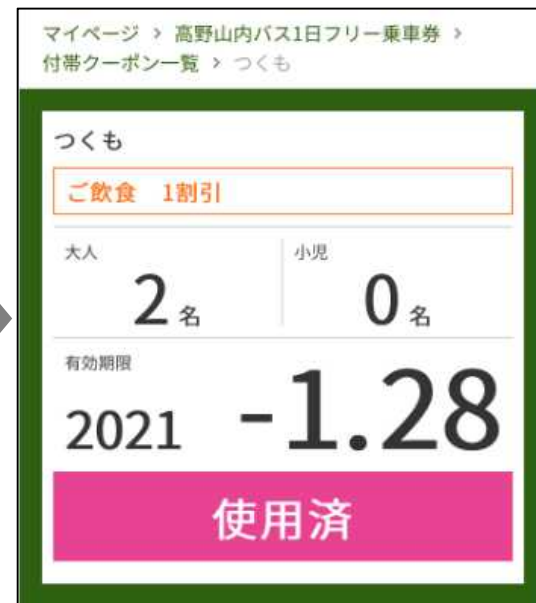 マイページ > 高野山内バス1日フリー乗車券 >
付帯クーポン一覧 > つくも
つくも
ご飲食 1割引
大人
2名
小児
0名
有効期限
2021 -1.28
使用済